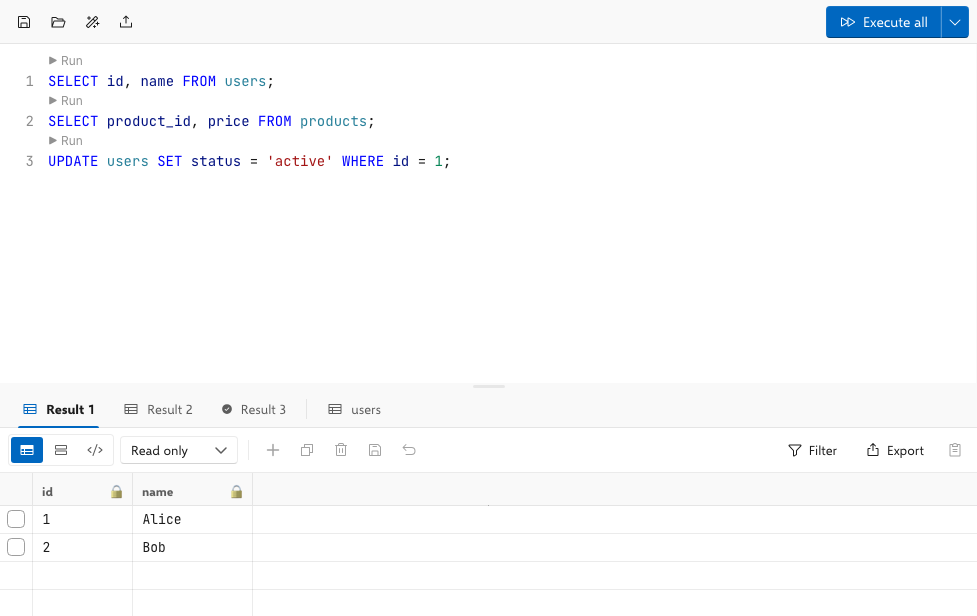 Execute all
Run
1 SELECT id, name FROM users;
Run
2 SELECT product_id, price FROM products;
Run
3 UPDATE users SET status = 'active' WHERE id = 1;
Result 1 Result 2 Result 3 users
</> Read only Filter Export
id name
1 Alice
2 Bob